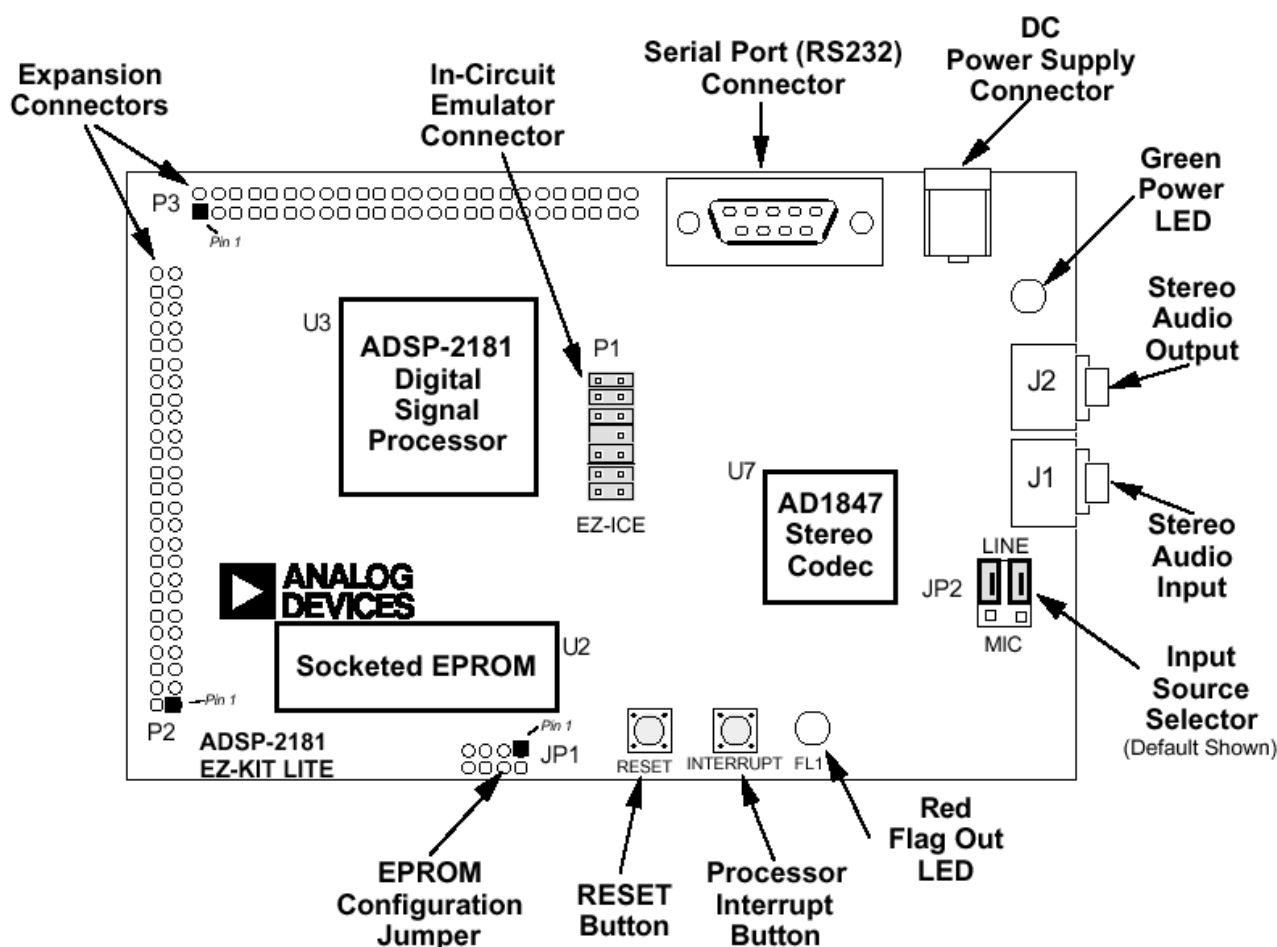 DC
Power Supply
Connector
Serial Port (RS232)
Connector
Expansion
Connectors
In-Circuit
Emulator
Connector
Green
Power
LED
P3
Pin 1
U3
ADSP-2181
Digital
Signal
Processor
P1
EZ-ICE
Stereo
Audio
Output
J2
J1
U7
AD1847
Stereo
Codec
Stereo
Audio
Input
LINE
JP2
MIC
ANALOG
DEVICES
U2
Socketed EPROM
Input
Source
Selector
(Default Shown)
Pin 1
P2
ADSP-2181
EZ-KIT LITE
Pin 1
JP1
RESET
INTERRUPT
FL1
Red
Flag Out
LED
EPROM
Configuration
Jumper
RESET
Button
Processor
Interrupt
Button